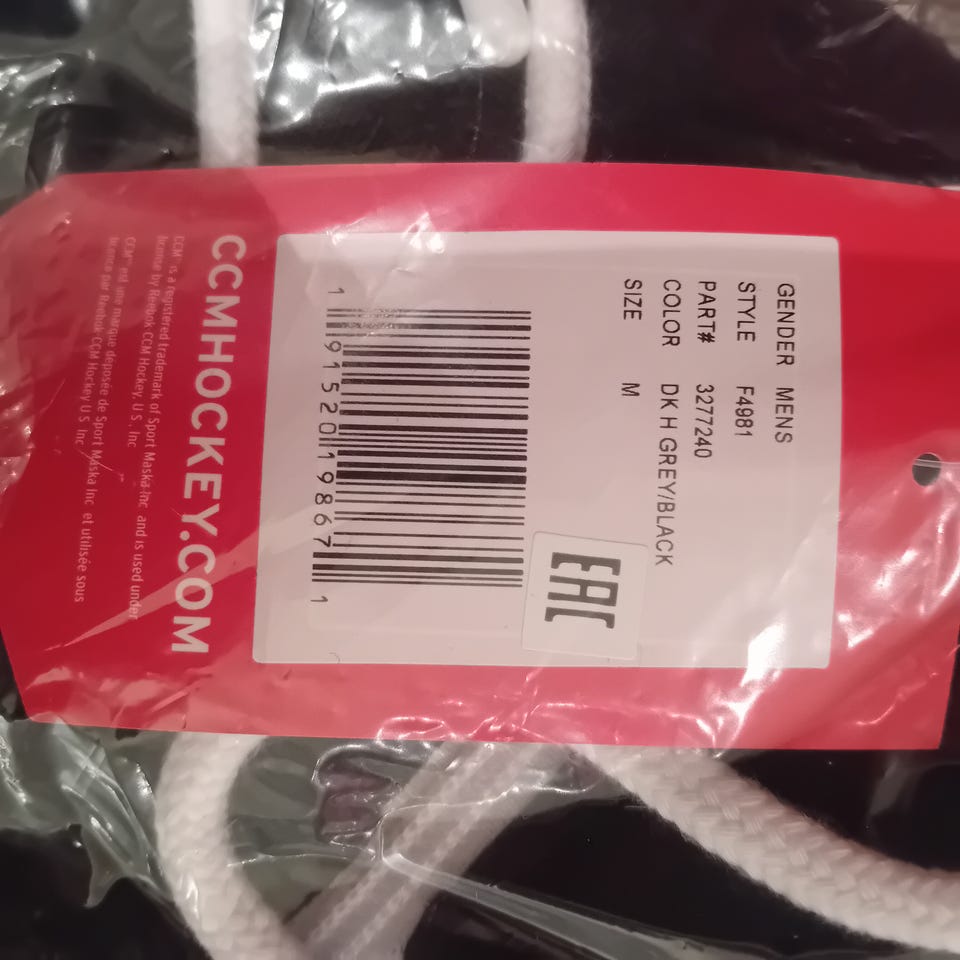 GENDER MENS
STYLE F4981
PART# 3277240
COLOR DK H GREY/BLACK
SIZE M
EAC
1 91520 19867 1
CCMHOCKEY.COM
CCM™ is a registered trademark of Sport Maska Inc and is used under
license by Reebok CCM Hockey, U.S., Inc
CCM™ est une marque déposée de Sport Maska Inc et utilisée sous
licence par Reebok CCM Hockey U S Inc